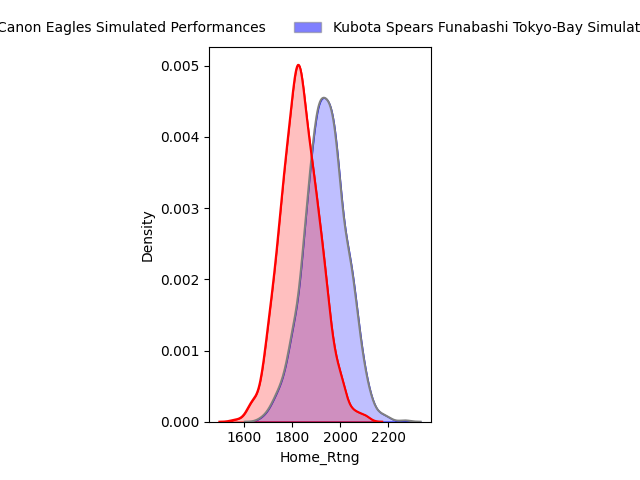 Canon Eagles Simulated Performances Kubota Spears Funabashi Tokyo-Bay
0.005
0.004
0.003
0.002
0.001
0.000
Density
1600 1800 2000 2200
Home_Rtng